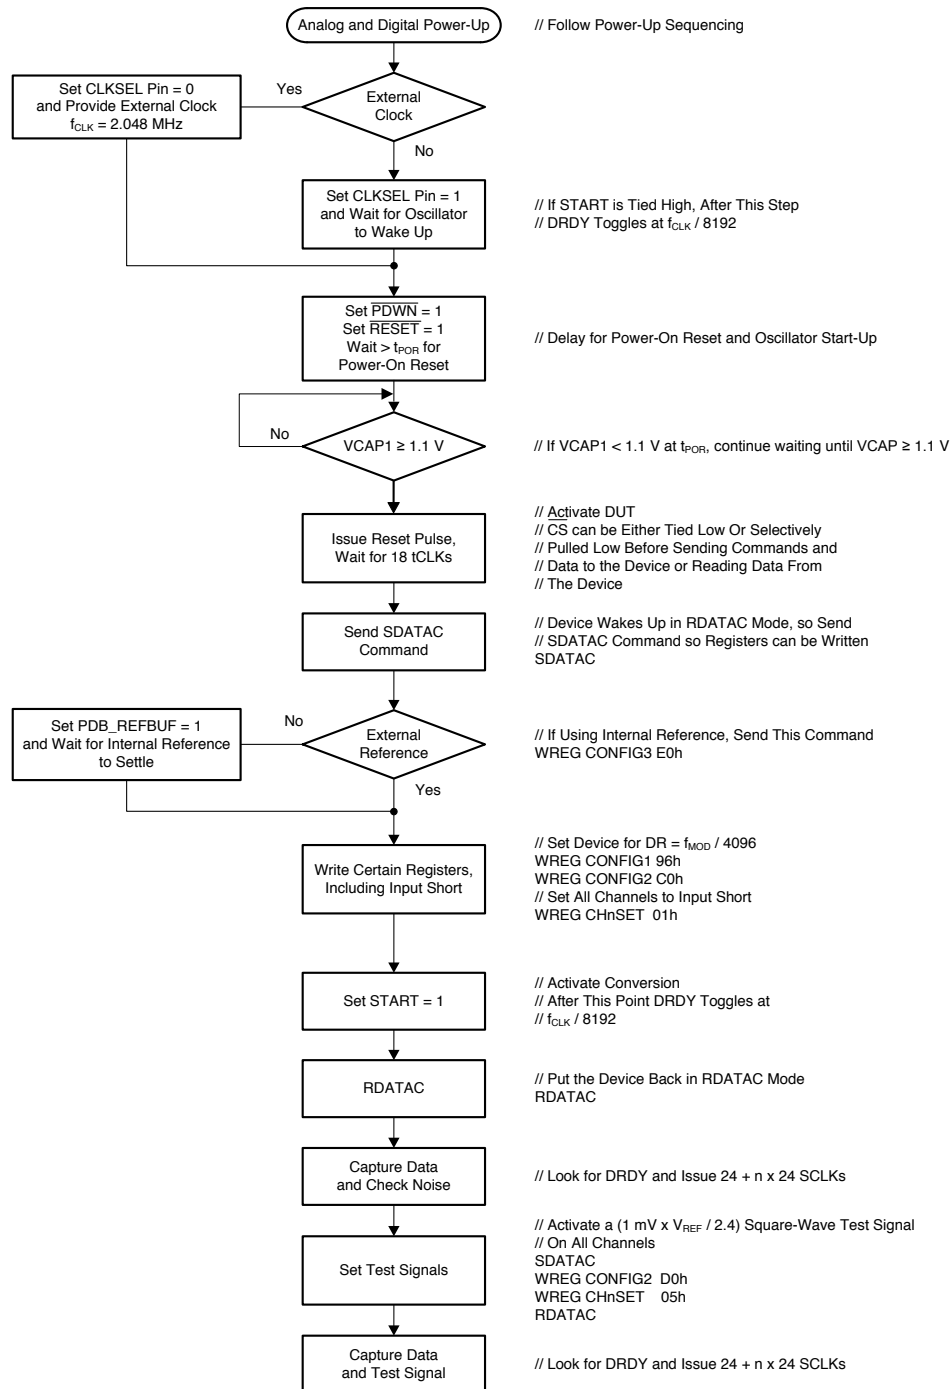 Analog and Digital Power-Up
// Follow Power-Up Sequencing
Set CLKSEL Pin = 0
and Provide External Clock
fCLK = 2.048 MHz
Yes
External
Clock
No
Set CLKSEL Pin = 1
and Wait for Oscillator
to Wake Up
// If START is Tied High, After This Step
// DRDY Toggles at fCLK / 8192
Set PDWN = 1
Set RESET = 1
Wait > tPOR for
Power-On Reset
// Delay for Power-On Reset and Oscillator Start-Up
No
VCAP1 ≥ 1.1 V
// If VCAP1 < 1.1 V at tPOR, continue waiting until VCAP ≥ 1.1 V
Issue Reset Pulse,
Wait for 18 tCLKs
// Activate DUT
// CS can be Either Tied Low Or Selectively
// Pulled Low Before Sending Commands and
// Data to the Device or Reading Data From
// The Device
Send SDATAC
Command
// Device Wakes Up in RDATAC Mode, so Send
// SDATAC Command so Registers can be Written
SDATAC
Set PDB_REFBUF = 1
and Wait for Internal Reference
to Settle
No
External
Reference
Yes
// If Using Internal Reference, Send This Command
WREG CONFIG3 E0h
Write Certain Registers,
Including Input Short
// Set Device for DR = fMOD / 4096
WREG CONFIG1 96h
WREG CONFIG2 C0h
// Set All Channels to Input Short
WREG CHnSET 01h
Set START = 1
// Activate Conversion
// After This Point DRDY Toggles at
// fCLK / 8192
RDATAC
// Put the Device Back in RDATAC Mode
RDATAC
Capture Data
and Check Noise
// Look for DRDY and Issue 24 + n x 24 SCLKs
Set Test Signals
// Activate a (1 mV x VREF / 2.4) Square-Wave Test Signal
// On All Channels
SDATAC
WREG CONFIG2 D0h
WREG CHnSET 05h
RDATAC
Capture Data
and Test Signal
// Look for DRDY and Issue 24 + n x 24 SCLKs